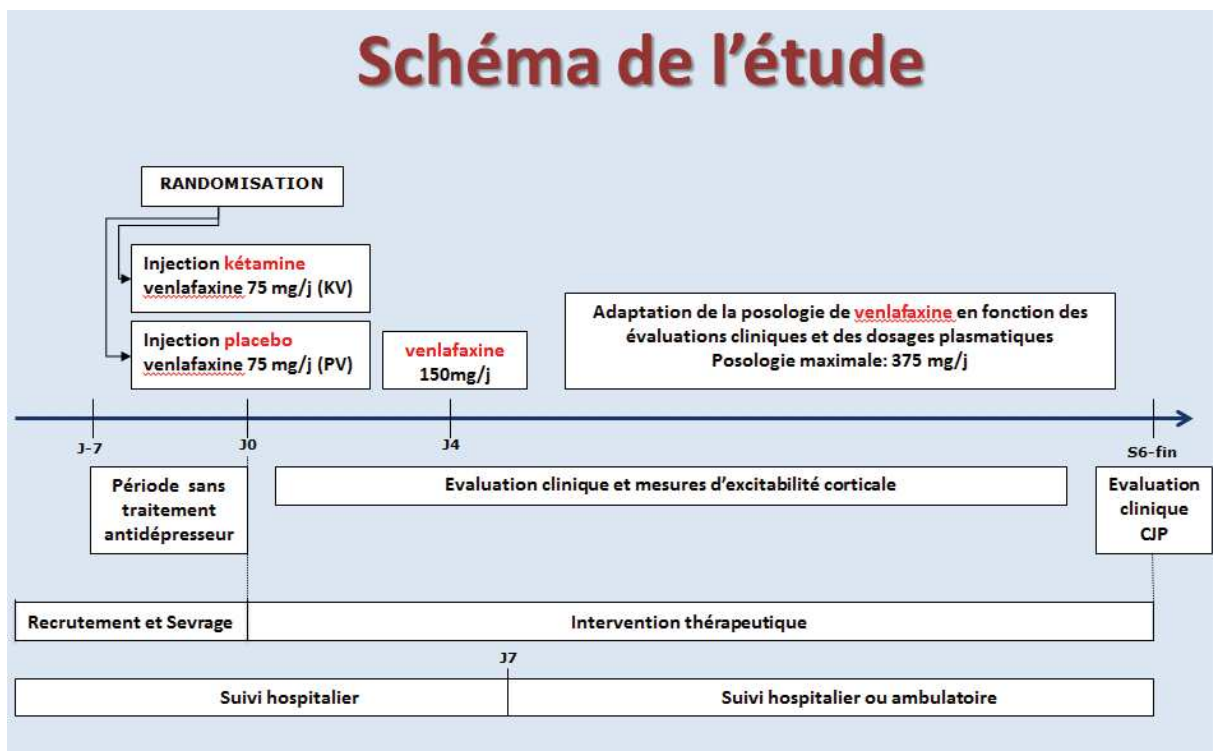 Schéma de l'étude
RANDOMISATION
Injection kétamine
venlafaxine 75 mg/j (KV)
Injection placebo
venlafaxine 75 mg/j (PV)
venlafaxine
150mg/j
Adaptation de la posologie de venlafaxine en fonction des
évaluations cliniques et des dosages plasmatiques
Posologie maximale: 375 mg/j
J-7
J0
J4
S6-fin
Période sans
traitement
antidépresseur
Evaluation clinique et mesures d'excitabilité corticale
Evaluation
clinique
CJP
Recrutement et Sevrage
Intervention thérapeutique
J7
Suivi hospitalier
Suivi hospitalier ou ambulatoire